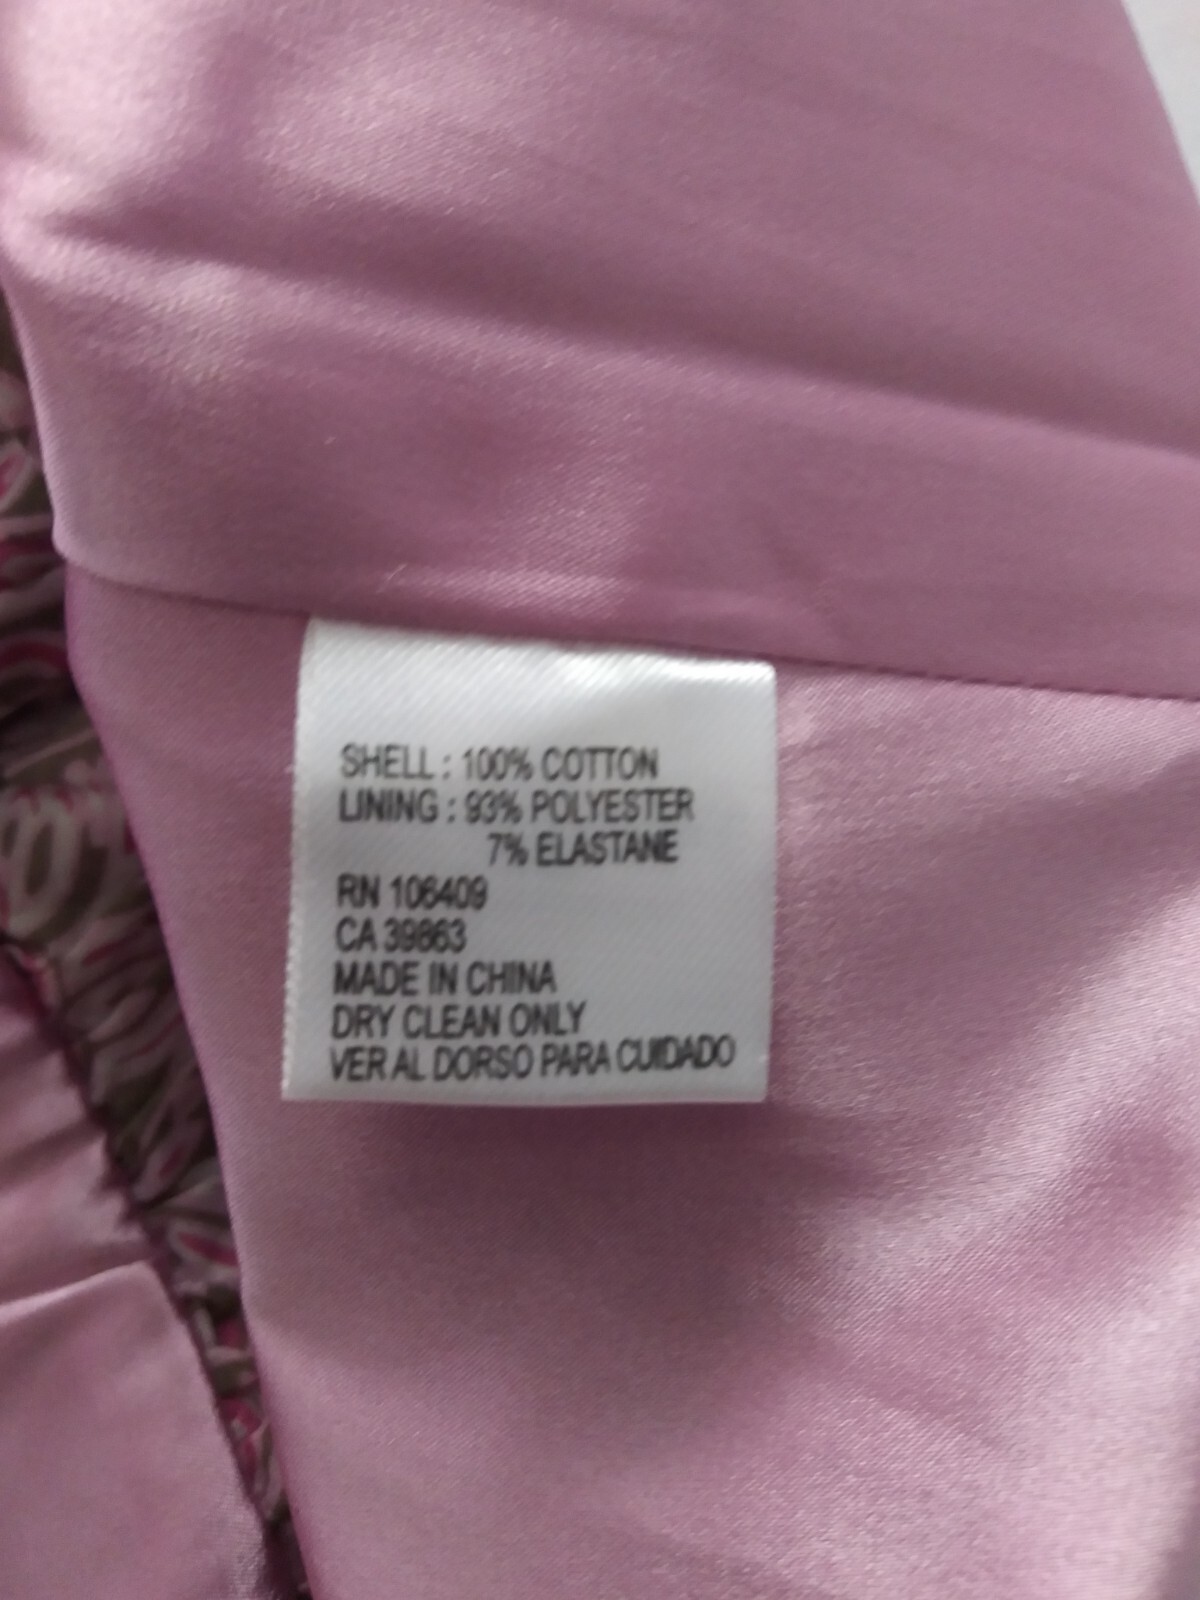 SHELL : 100% COTTON
LINING : 93% POLYESTER
7% ELASTANE
RN 106409
CA 39863
MADE IN CHINA
DRY CLEAN ONLY
VER AL DORSO PARA CUIDADO